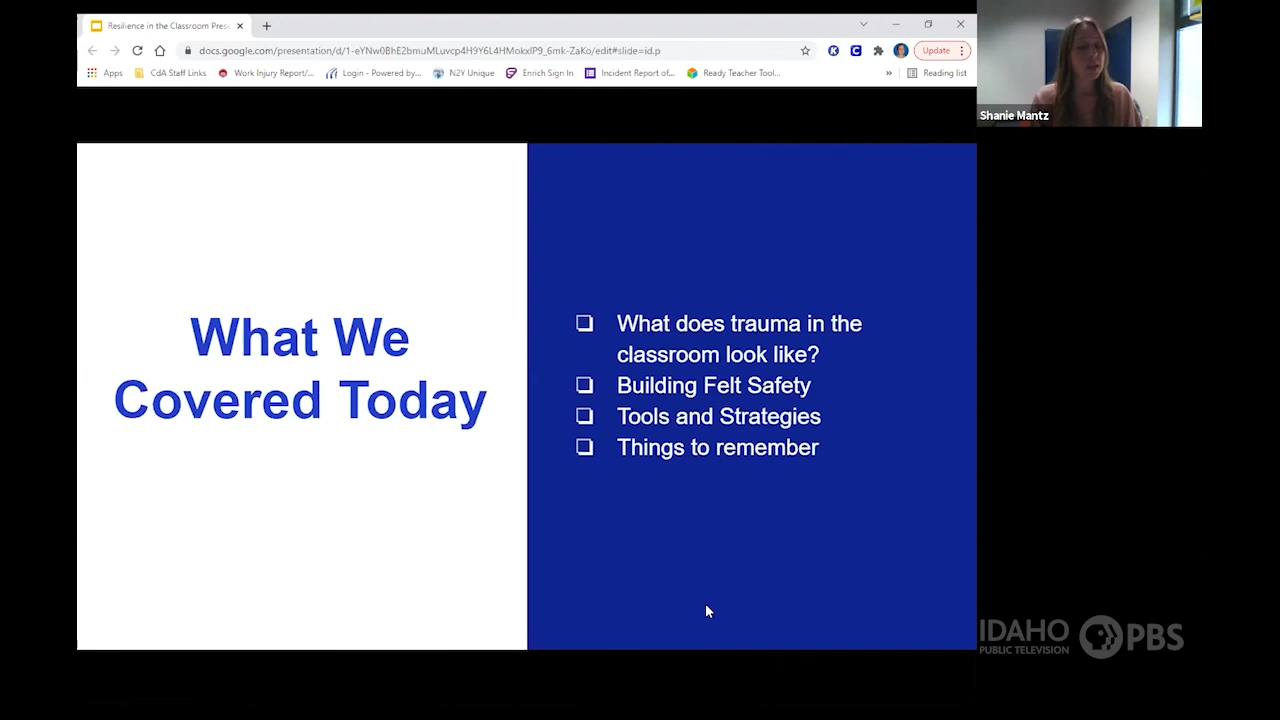 Resilience in the Classroom Pres
docs.google.com/presentation/d/1-eYNw0BhE2bmuMLuvcp4H9Y6L4HMokxlP9_6mk-ZaKo/edit#slide=id.p
Update
Apps
CdA Staff Links
Work Injury Report/...
Login - Powered by...
N2Y Unique
Enrich Sign In
Incident Report of...
Ready Teacher Tool...
»
Reading list
Shanie Mantz
What We
Covered Today
What does trauma in the
classroom look like?
Building Felt Safety
Tools and Strategies
Things to remember
IDAHO
PUBLIC TELEVISION
PBS